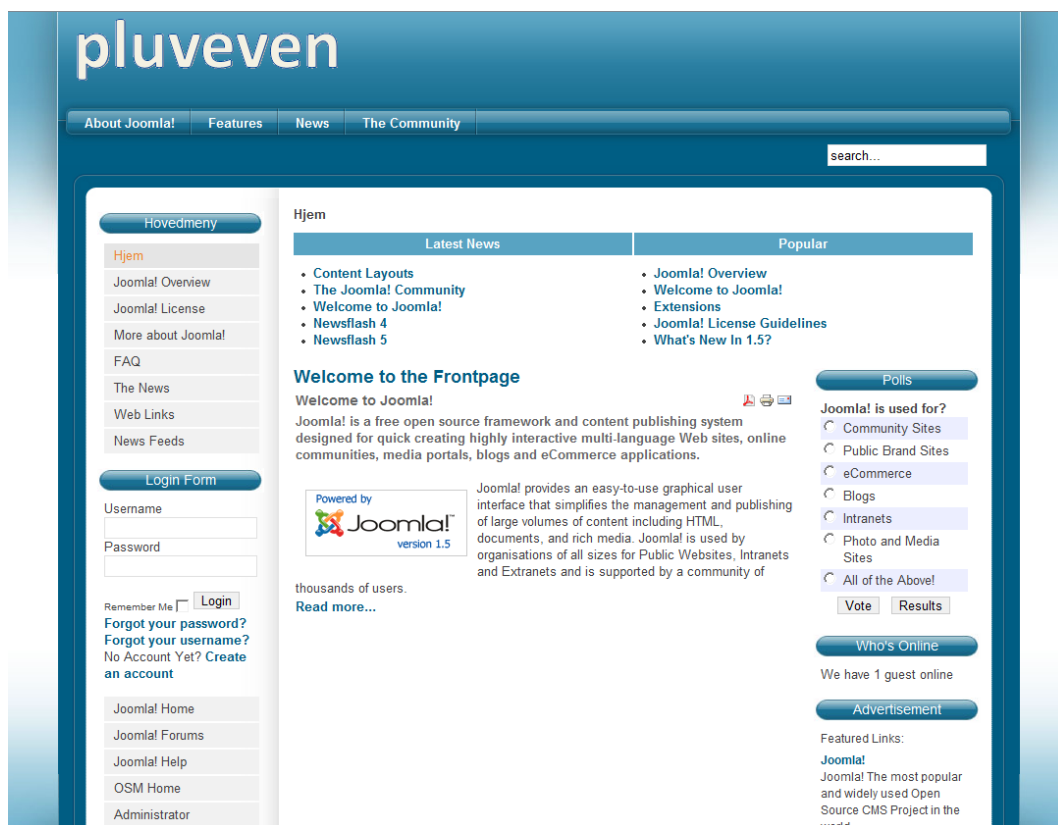 pluveven
About Joomla! Features News The Community
search...
Hovedmeny
Hjem
Joomla! Overview
Joomla! License
More about Joomla!
FAQ
The News
Web Links
News Feeds
Login Form
Username
Password
Remember Me Login
Forgot your password?
Forgot your username?
No Account Yet? Create
an account
Joomla! Home
Joomla! Forums
Joomla! Help
OSM Home
Administrator
Hjem
Latest News
Content Layouts
The Joomla! Community
Welcome to Joomla!
Newsflash 4
Newsflash 5
Popular
Joomla! Overview
Welcome to Joomla!
Extensions
Joomla! License Guidelines
What's New In 1.5?
Welcome to the Frontpage
Welcome to Joomla!
Joomla! is a free open source framework and content publishing system
designed for quick creating highly interactive multi-language Web sites, online
communities, media portals, blogs and eCommerce applications.
Powered by
Joomla!™
version 1.5
Joomla! provides an easy-to-use graphical user
interface that simplifies the management and publishing
of large volumes of content including HTML,
documents, and rich media. Joomla! is used by
organisations of all sizes for Public Websites, Intranets
and Extranets and is supported by a community of
thousands of users.
Read more...
Polls
Joomla! is used for?
Community Sites
Public Brand Sites
eCommerce
Blogs
Intranets
Photo and Media
Sites
All of the Above!
Vote Results
Who's Online
We have 1 guest online
Advertisement
Featured Links:
Joomla!
Joomla! The most popular
and widely used Open
Source CMS Project in the